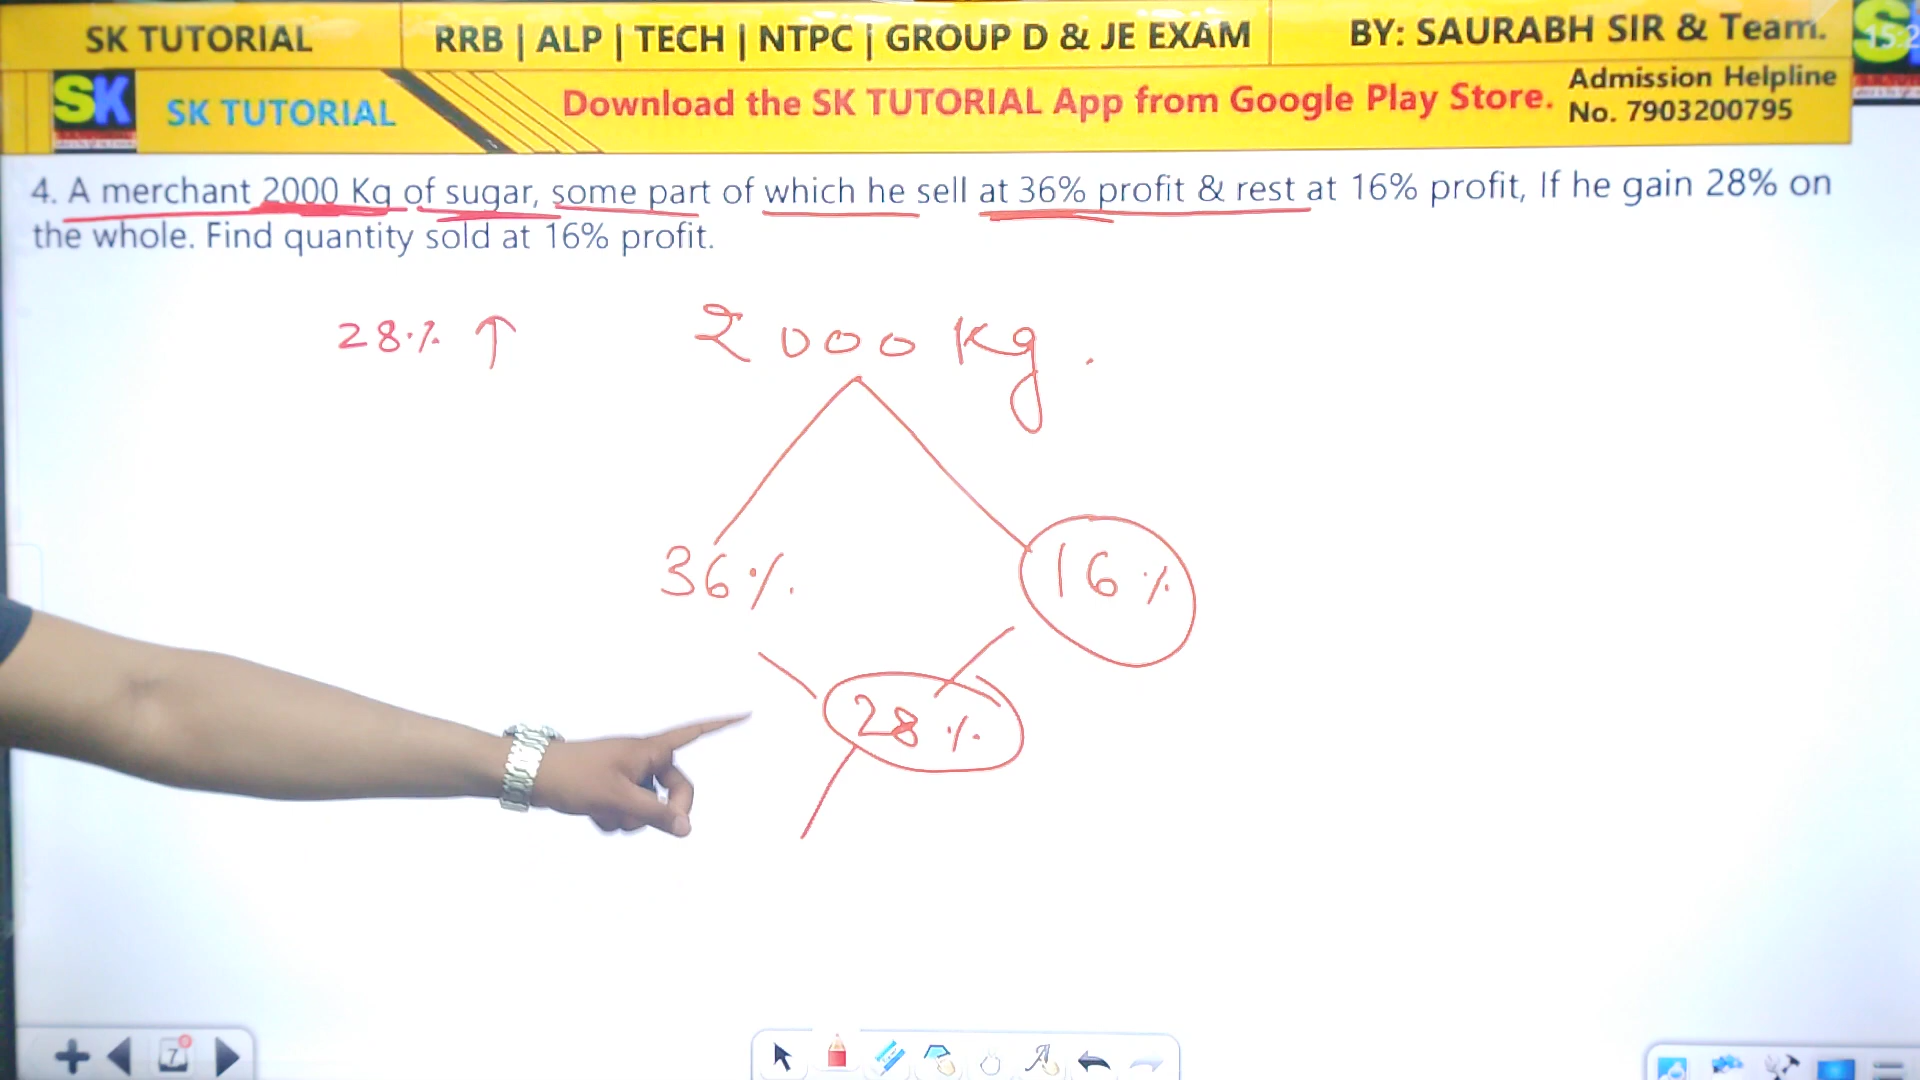 SK TUTORIAL
RRB | ALP | TECH | NTPC | GROUP D & JE EXAM
BY: SAURABH SIR & Team.
SK
SK TUTORIAL
Download the SK TUTORIAL App from Google Play Store.
Admission Helpline
No. 7903200795
4. A merchant 2000 Kg of sugar, some part of which he sell at 36% profit & rest at 16% profit, If he gain 28% on
the whole. Find quantity sold at 16% profit.
28% ↑
2000 Kg.
36%
16%
28%
7